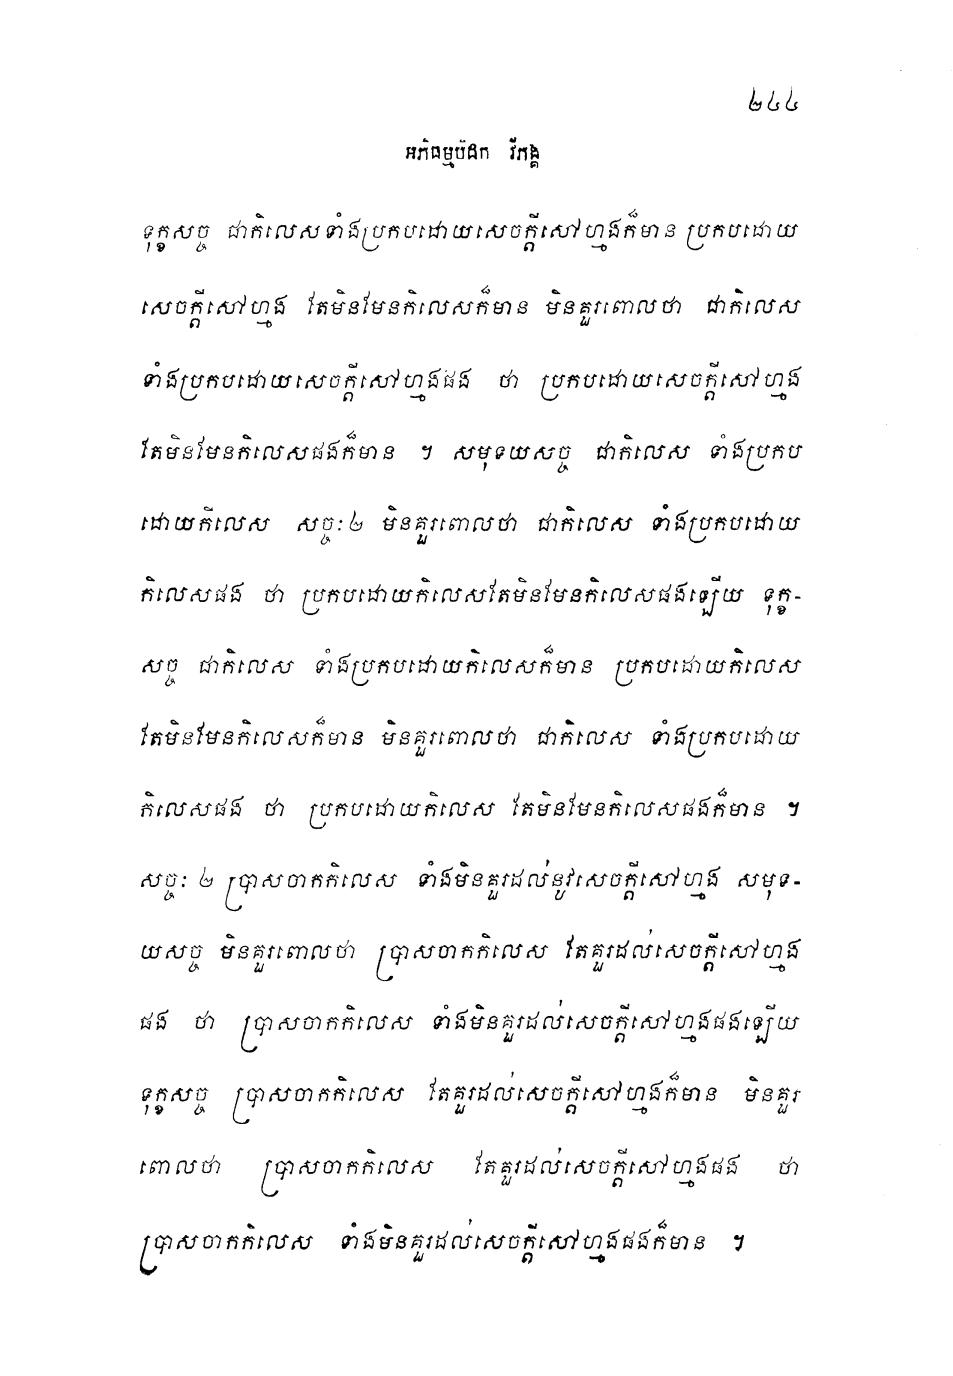 ២៤៤
អភិធម្មបិដក វិភង្គ
ទុក្ខសច្ច ជាកិលេសទាំងប្រកបដោយសេចក្តីសៅហ្មងក៏មាន ប្រកបដោយ
សេចក្តីសៅហ្មង តែមិនមែនកិលេសក៏មាន មិនគួរពោលថា ជាកិលេស
ទាំងប្រកបដោយសេចក្តីសៅហ្មងផង ថា ប្រកបដោយសេចក្តីសៅហ្មង
តែមិនមែនកិលេសផងក៏មាន ។ សមុទយសច្ច ជាកិលេស ទាំងប្រកប
ដោយកិលេស សច្ចៈ ២ មិនគួរពោលថា ជាកិលេស ទាំងប្រកបដោយ
កិលេសផង ថា ប្រកបដោយកិលេសតែមិនមែនកិលេសផងឡើយ ទុក្ខ-
សច្ច ជាកិលេស ទាំងប្រកបដោយកិលេសក៏មាន ប្រកបដោយកិលេស
តែមិនមែនកិលេសក៏មាន មិនគួរពោលថា ជាកិលេស ទាំងប្រកបដោយ
កិលេសផង ថា ប្រកបដោយកិលេស តែមិនមែនកិលេសផងក៏មាន ។
សច្ចៈ ២ ប្រាសចាកកិលេស ទាំងមិនគួរដល់នូវសេចក្តីសៅហ្មង សមុទ-
យសច្ច មិនគួរពោលថា ប្រាសចាកកិលេស តែគួរដល់សេចក្តីសៅហ្មង
ផង ថា ប្រាសចាកកិលេស ទាំងមិនគួរដល់សេចក្តីសៅហ្មងផងឡើយ
ទុក្ខសច្ច ប្រាសចាកកិលេស តែគួរដល់សេចក្តីសៅហ្មងក៏មាន មិនគួរ
ពោលថា ប្រាសចាកកិលេស តែគួរដល់សេចក្តីសៅហ្មងផង ថា
ប្រាសចាកកិលេស ទាំងមិនគួរដល់សេចក្តីសៅហ្មងផងក៏មាន ។